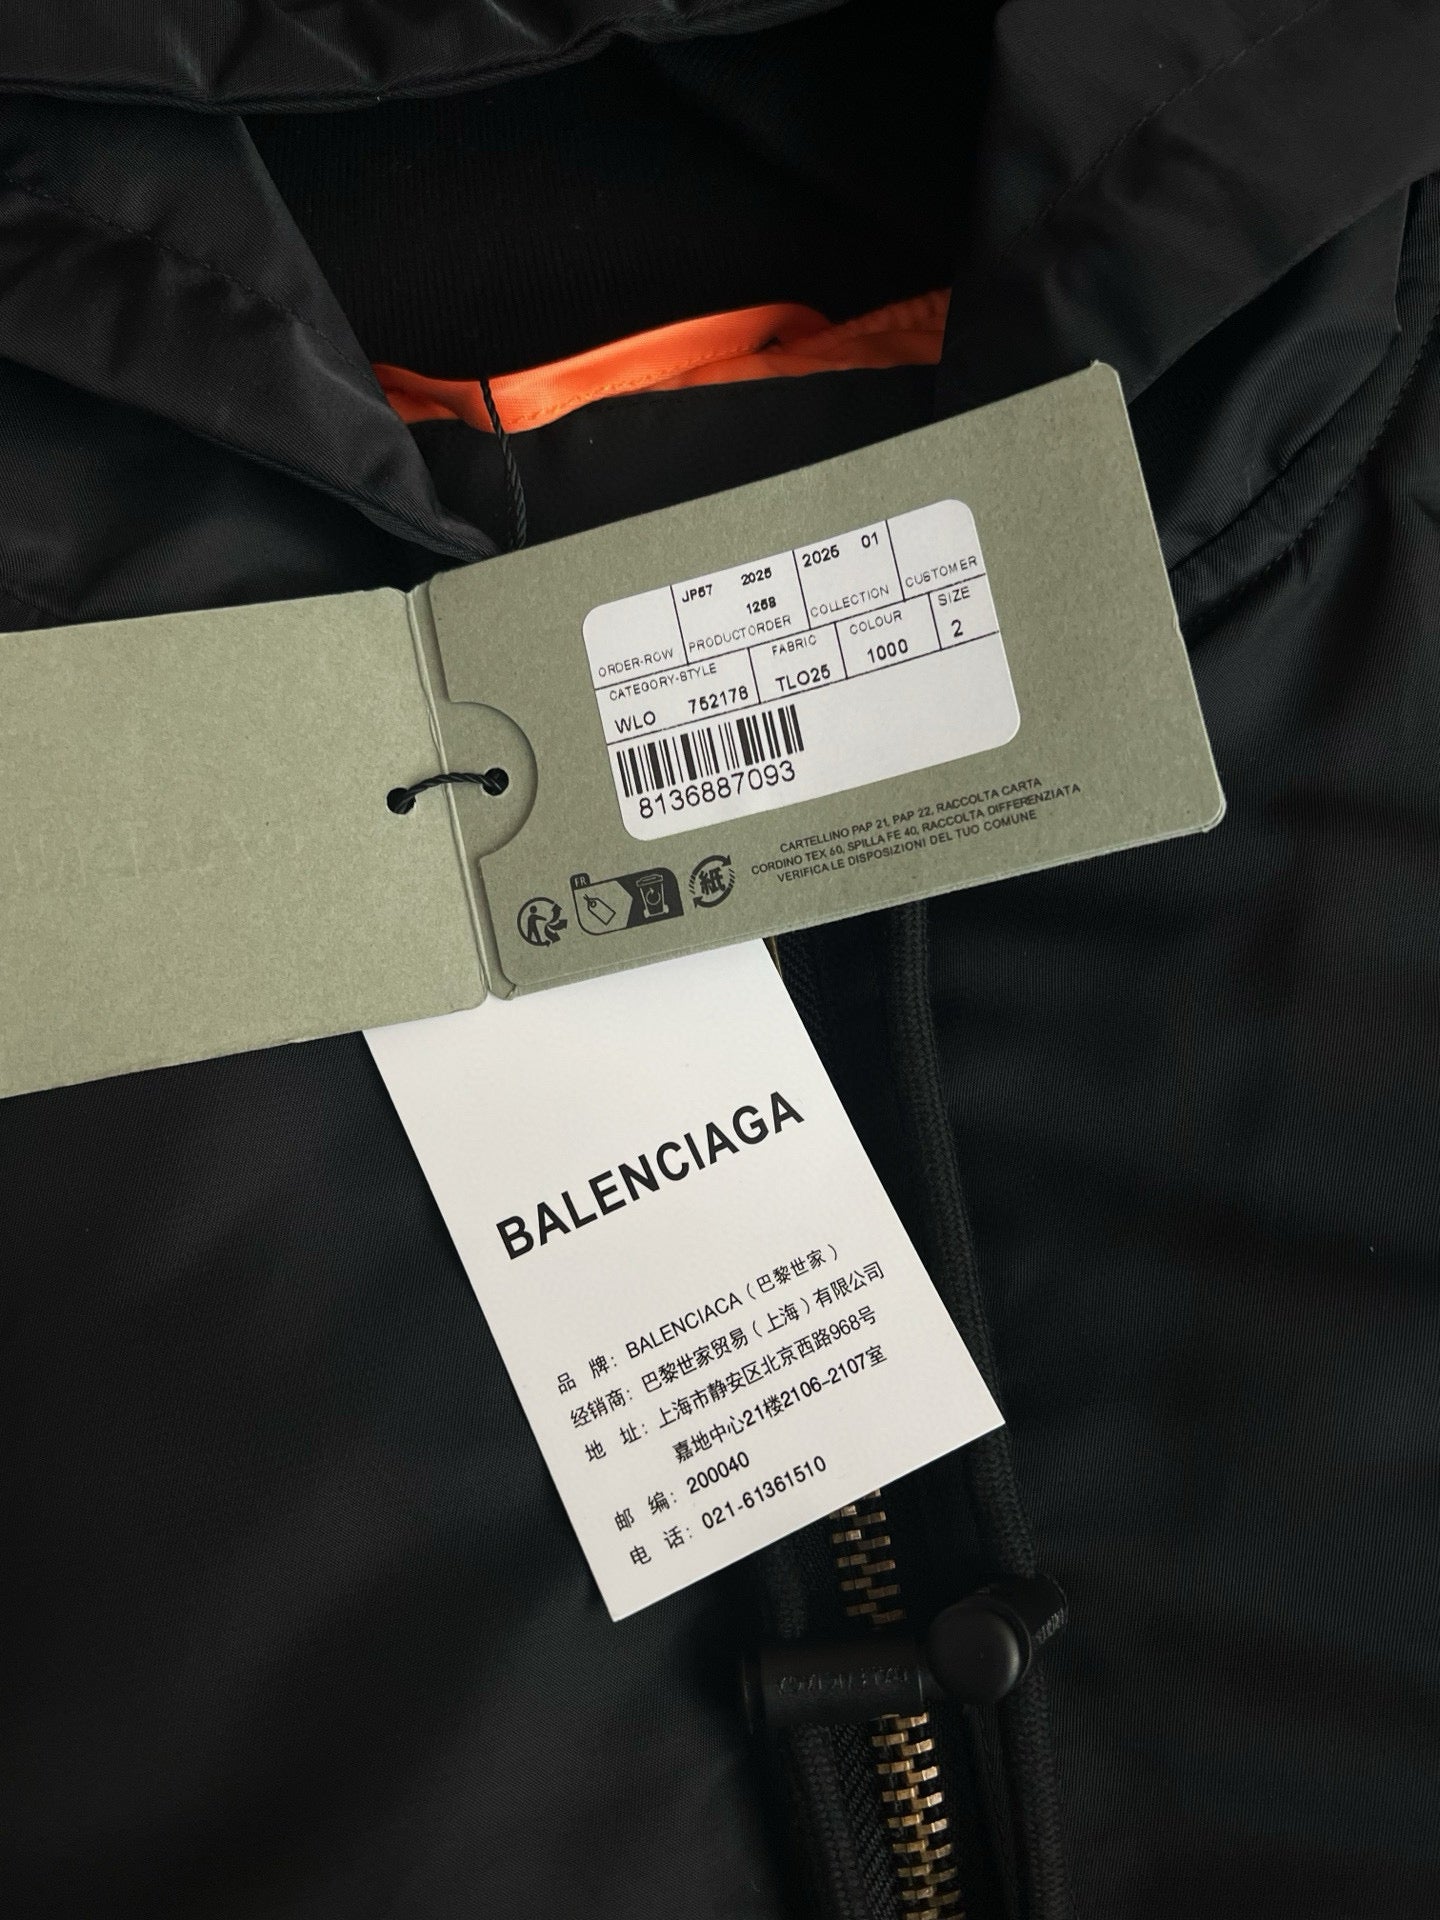 JP57 2025 2025 01
1258
ORDER-ROW PRODUCTORDER COLLECTION CUSTOMER
CATEGORY-STYLE FABRIC COLOUR SIZE
WLO 752178 TLO25 1000 2
8136887093
CARTELLINO PAP 21, PAP 22, RACCOLTA CARTA
CORDINO TEX 60, SPILLA FE 40, RACCOLTA DIFFERENZIATA
VERIFICA LE DISPOSIZIONI DEL TUO COMUNE
FR
紙
BALENCIAGA
品 牌：BALENCIACA（巴黎世家）
经销商：巴黎世家贸易（上海）有限公司
地 址：上海市静安区北京西路968号
嘉地中心21楼2106-2107室
邮 编：200040
电 话：021-61361510